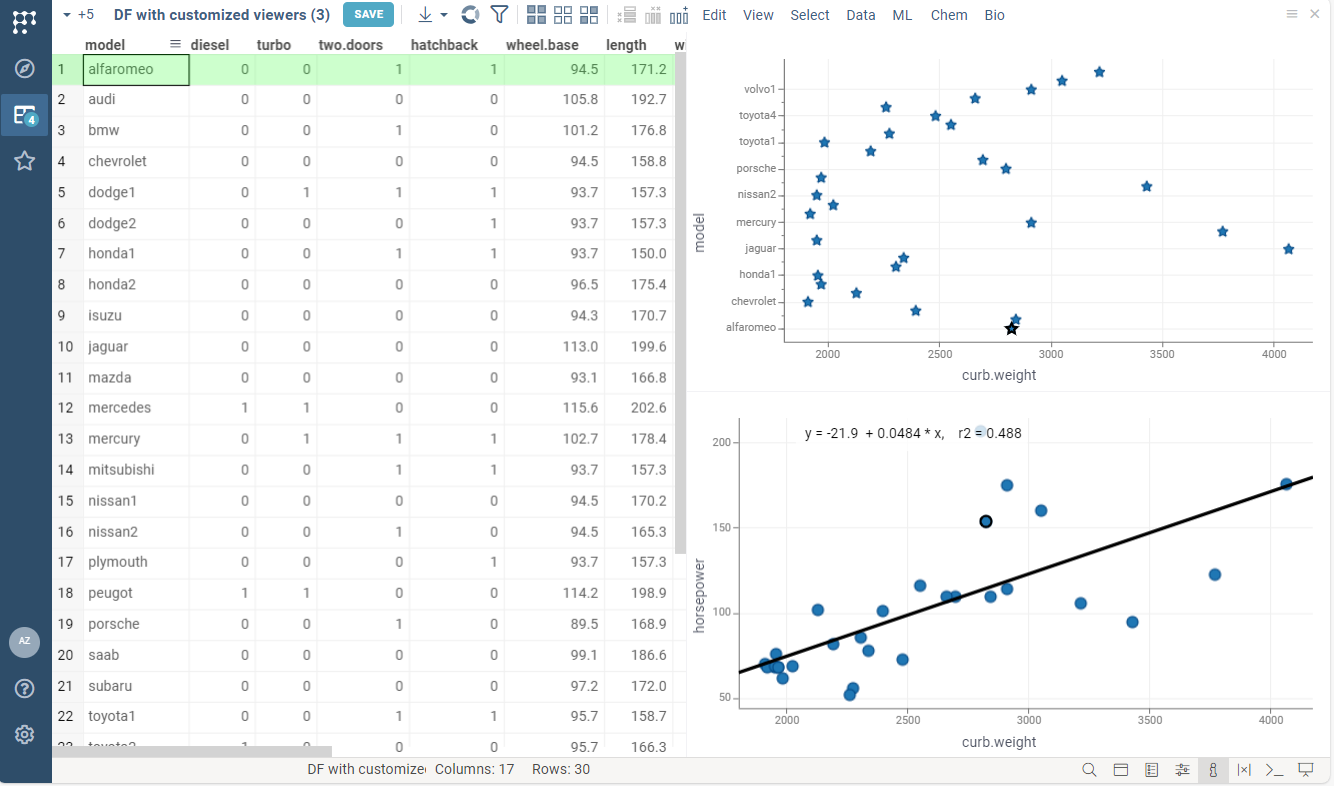 +5 DF with customized viewers (3) SAVE Edit View Select Data ML Chem Bio
model diesel turbo two.doors hatchback wheel.base length w
1 alfaromeo 0 0 1 1 94.5 171.2
2 audi 0 0 0 0 105.8 192.7
3 bmw 0 0 1 0 101.2 176.8
4 chevrolet 0 0 0 0 94.5 158.8
5 dodge1 0 1 1 1 93.7 157.3
6 dodge2 0 0 0 1 93.7 157.3
7 honda1 0 0 1 1 93.7 150.0
8 honda2 0 0 0 0 96.5 175.4
9 isuzu 0 0 0 0 94.3 170.7
10 jaguar 0 0 0 0 113.0 199.6
11 mazda 0 0 0 0 93.1 166.8
12 mercedes 1 1 0 0 115.6 202.6
13 mercury 0 1 1 1 102.7 178.4
14 mitsubishi 0 0 1 1 93.7 157.3
15 nissan1 0 0 0 0 94.5 170.2
16 nissan2 0 0 1 0 94.5 165.3
17 plymouth 0 0 0 1 93.7 157.3
18 peugot 1 1 0 0 114.2 198.9
19 porsche 0 0 1 0 89.5 168.9
20 saab 0 0 0 0 99.1 186.6
21 subaru 0 0 0 0 97.2 172.0
22 toyota1 0 0 1 1 95.7 158.7
23 toyota2 1 0 0 0 95.7 166.3
4
AZ
volvo1
toyota4
toyota1
porsche
nissan2
mercury
jaguar
honda1
chevrolet
alfaromeo
model
2000 2500 3000 3500 4000
curb.weight
y = -21.9 + 0.0484 * x, r2 = 0.488
200
150
100
50
horsepower
2000 2500 3000 3500 4000
curb.weight
DF with customize Columns: 17 Rows: 30